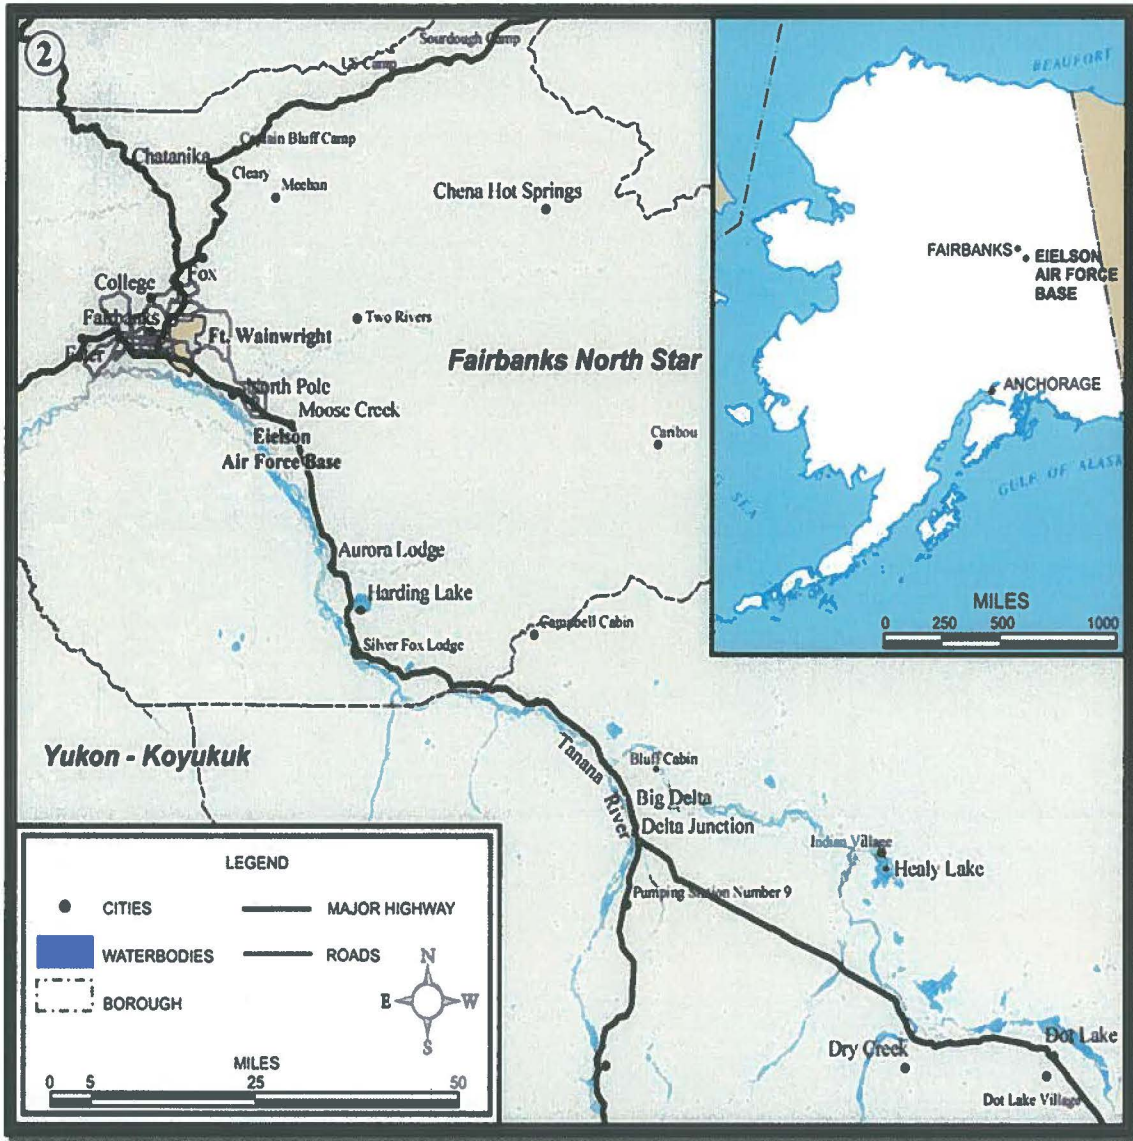 2
Sourdough Camp
US Camp
Captain Bluff Camp
Chatanika
Cleary
Meehan
Chena Hot Springs
Fox
College
Fairbanks
Two Rivers
Ft. Wainwright
Ester
Fairbanks North Star
North Pole
Moose Creek
Eielson
Air Force Base
Caribou
Aurora Lodge
Harding Lake
Campbell Cabin
Silver Fox Lodge
Yukon - Koyukuk
Tanana River
Bluff Cabin
Big Delta
Delta Junction
Indian Village
Healy Lake
Pumping Station Number 9
Dot Lake
Dry Creek
Dot Lake Village
BEAUFORT
FAIRBANKS
EIELSON
AIR FORCE
BASE
ANCHORAGE
GULF OF ALASK
G SEA
MILES
0 250 500 1000
LEGEND
CITIES
MAJOR HIGHWAY
WATERBODIES
ROADS
BOROUGH
N
E W
S
MILES
0 5 25 50